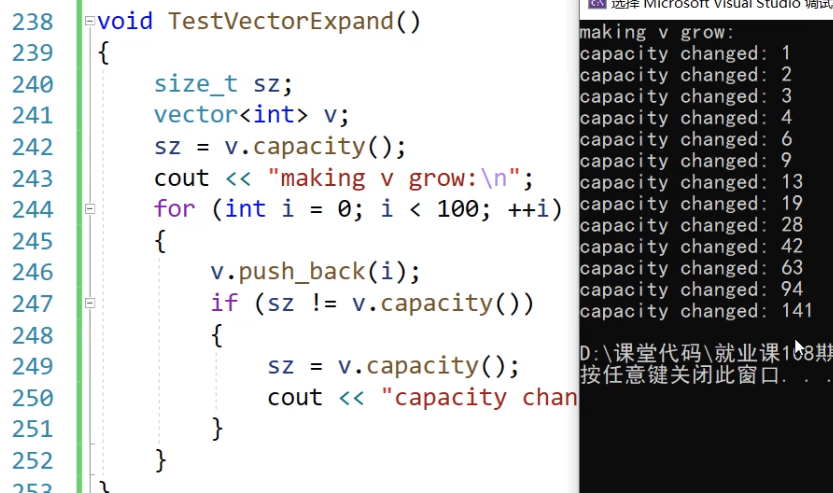 238 void TestVectorExpand()
239 {
240 size_t sz;
241 vector<int> v;
242 sz = v.capacity();
243 cout << "making v grow:\n";
244 for (int i = 0; i < 100; ++i)
245 {
246 v.push_back(i);
247 if (sz != v.capacity())
248 {
249 sz = v.capacity();
250 cout << "capacity chan
251 }
252 }
253 }
选择 Microsoft Visual Studio 调试
making v grow:
capacity changed: 1
capacity changed: 2
capacity changed: 3
capacity changed: 4
capacity changed: 6
capacity changed: 9
capacity changed: 13
capacity changed: 19
capacity changed: 28
capacity changed: 42
capacity changed: 63
capacity changed: 94
capacity changed: 141
D:\课堂代码\就业课108期
按任意键关闭此窗口. . .